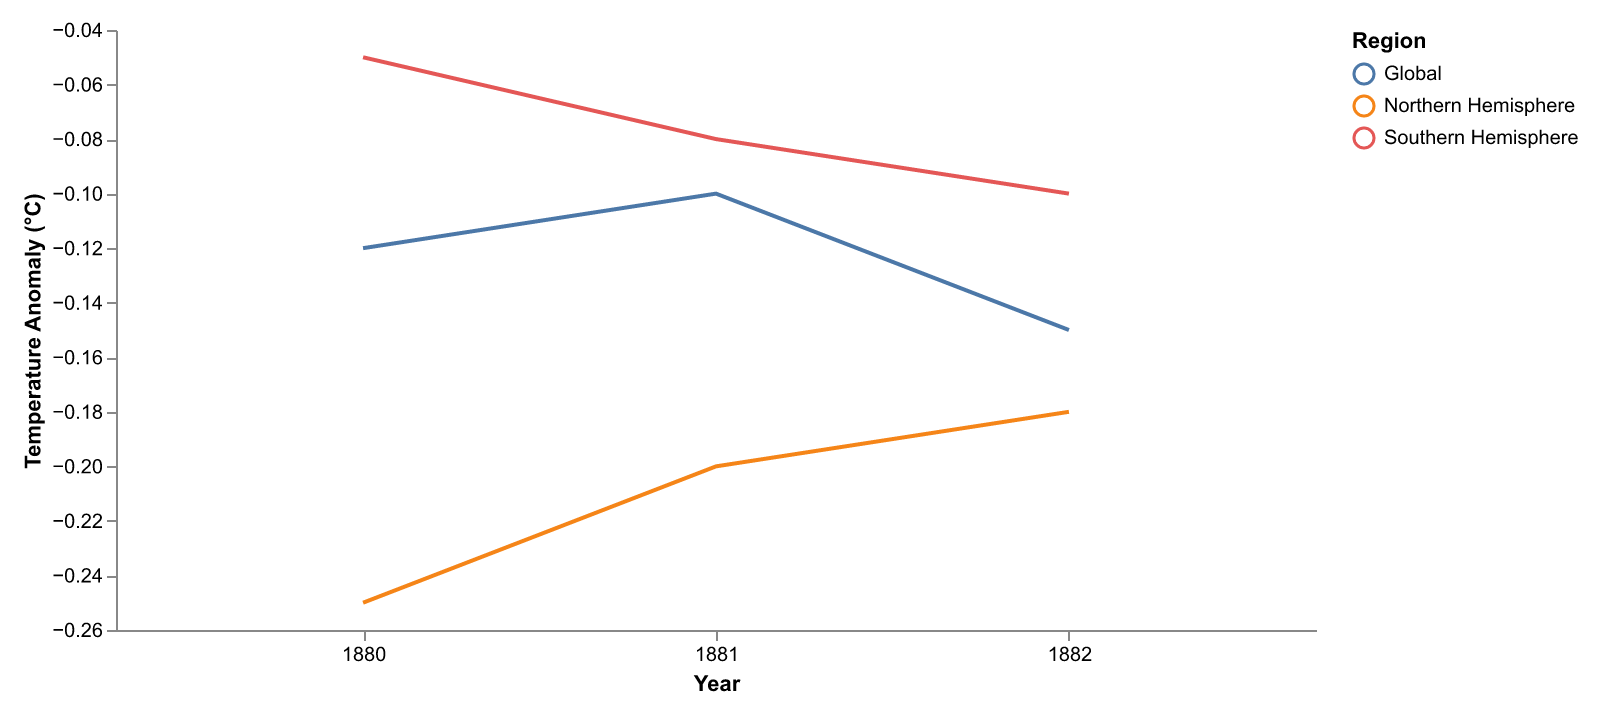 Temperature Anomaly (°C)
−0.04
−0.06
−0.08
−0.10
−0.12
−0.14
−0.16
−0.18
−0.20
−0.22
−0.24
−0.26
1880 1881 1882
Year
Region
Global
Northern Hemisphere
Southern Hemisphere